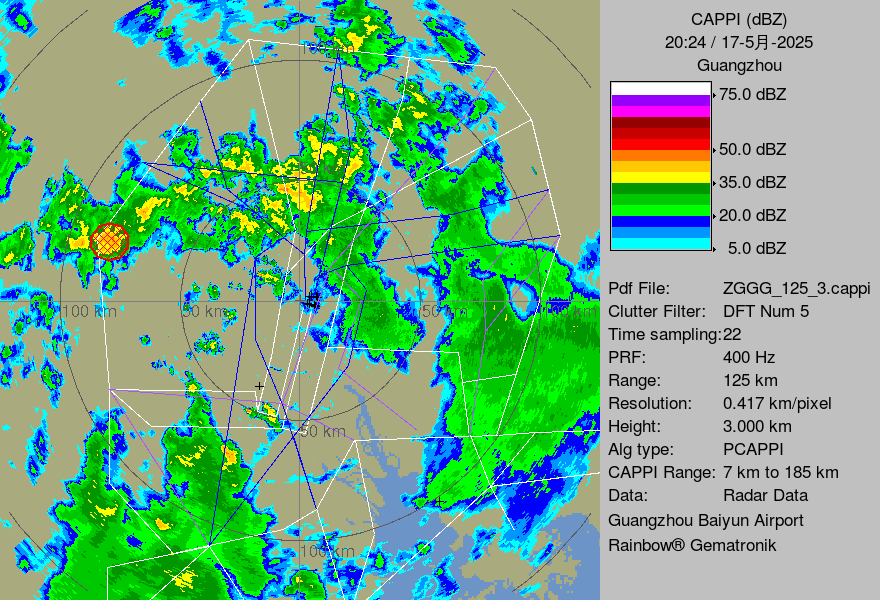 CAPPI (dBZ)
20:24 / 17-5月-2025
Guangzhou
75.0 dBZ
50.0 dBZ
35.0 dBZ
20.0 dBZ
5.0 dBZ
Pdf File: ZGGG_125_3.cappi
Clutter Filter: DFT Num 5
Time sampling:22
PRF: 400 Hz
Range: 125 km
Resolution: 0.417 km/pixel
Height: 3.000 km
Alg type: PCAPPI
CAPPI Range: 7 km to 185 km
Data: Radar Data
Guangzhou Baiyun Airport
Rainbow® Gematronik
100 km
50 km
50 km
50 km
100 km